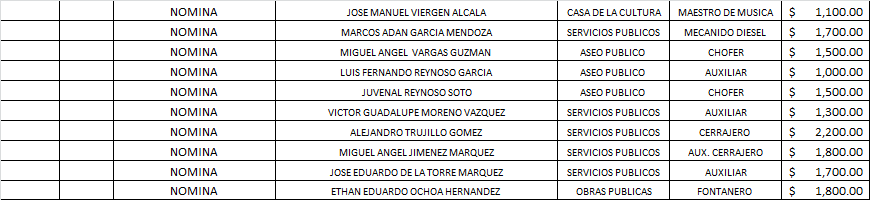 NOMINA JOSE MANUEL VIERGEN ALCALA CASA DE LA CULTURA MAESTRO DE MUSICA $ 1,100.00
NOMINA MARCOS ADAN GARCIA MENDOZA SERVICIOS PUBLICOS MECANIDO DIESEL $ 1,700.00
NOMINA MIGUEL ANGEL VARGAS GUZMAN ASEO PUBLICO CHOFER $ 1,500.00
NOMINA LUIS FERNANDO REYNOSO GARCIA ASEO PUBLICO AUXILIAR $ 1,000.00
NOMINA JUVENAL REYNOSO SOTO ASEO PUBLICO CHOFER $ 1,500.00
NOMINA VICTOR GUADALUPE MORENO VAZQUEZ SERVICIOS PUBLICOS AUXILIAR $ 1,300.00
NOMINA ALEJANDRO TRUJILLO GOMEZ SERVICIOS PUBLICOS CERRAJERO $ 2,200.00
NOMINA MIGUEL ANGEL JIMENEZ MARQUEZ SERVICIOS PUBLICOS AUX. CERRAJERO $ 1,800.00
NOMINA JOSE EDUARDO DE LA TORRE MARQUEZ SERVICIOS PUBLICOS AUXILIAR $ 1,700.00
NOMINA ETHAN EDUARDO OCHOA HERNANDEZ OBRAS PUBLICAS FONTANERO $ 1,800.00